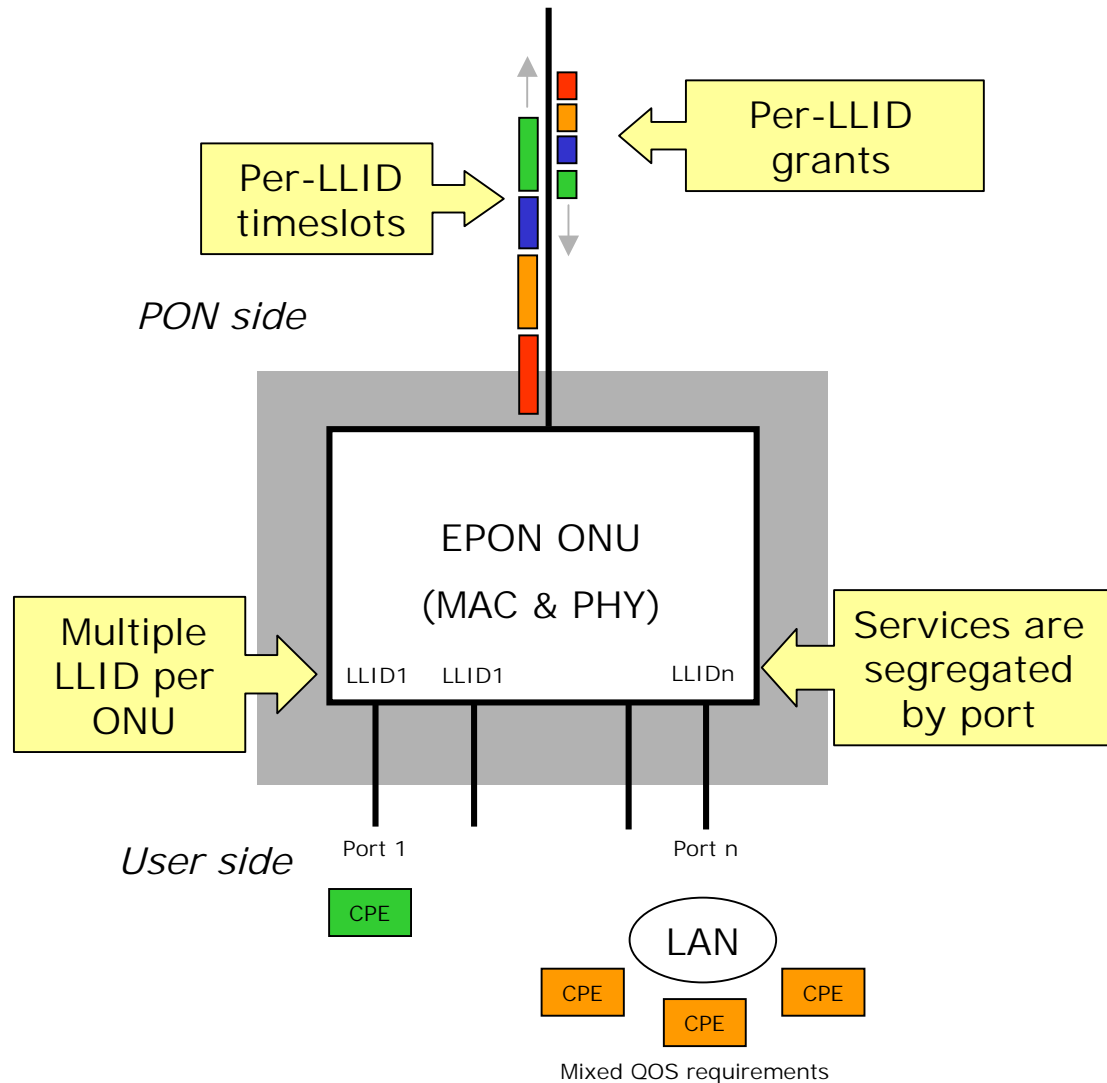 Per-LLID
grants
Per-LLID
timeslots
PON side
EPON ONU
(MAC & PHY)
Multiple
LLID per
ONU
LLID1 LLID1 LLIDn
Services are
segregated
by port
User side
Port 1 Port n
CPE
LAN
CPE CPE CPE
Mixed QOS requirements